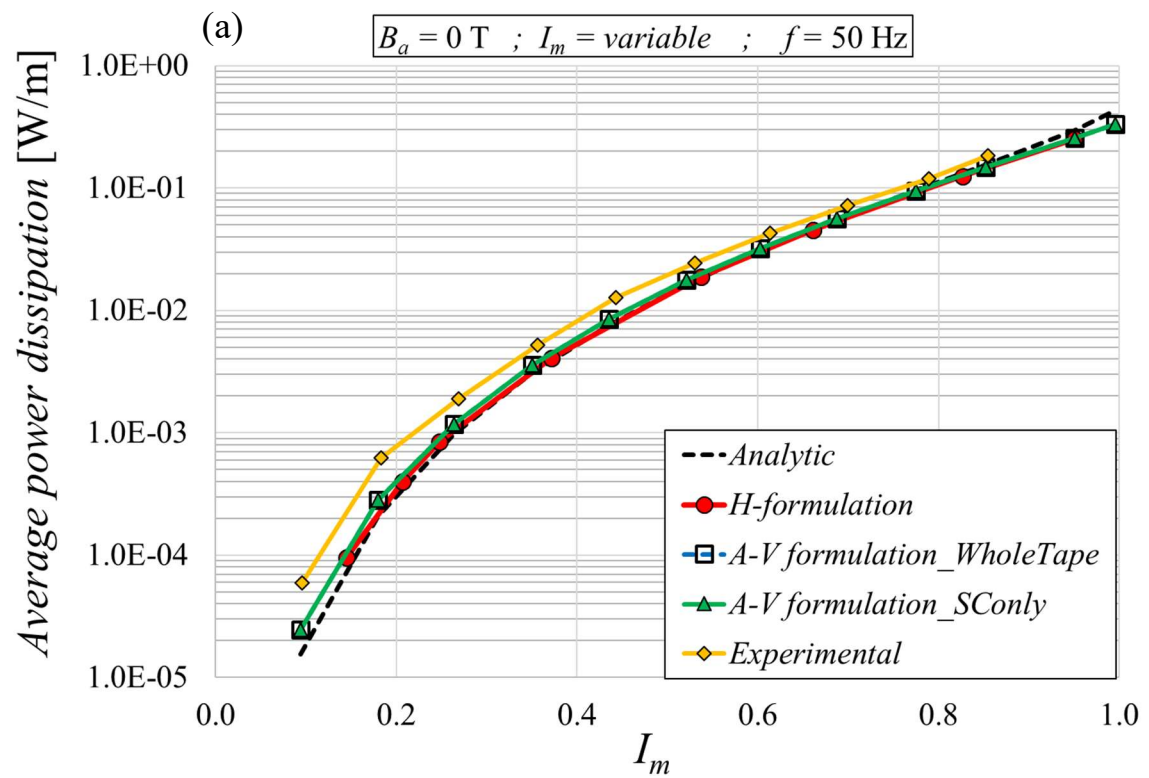 (a)
B_a = 0 T ; I_m = variable ; f = 50 Hz
Average power dissipation [W/m]
1.0E+00
1.0E-01
1.0E-02
1.0E-03
1.0E-04
1.0E-05
Analytic
H-formulation
A-V formulation_WholeTape
A-V formulation_SConly
Experimental
0.0 0.2 0.4 0.6 0.8 1.0
I_m